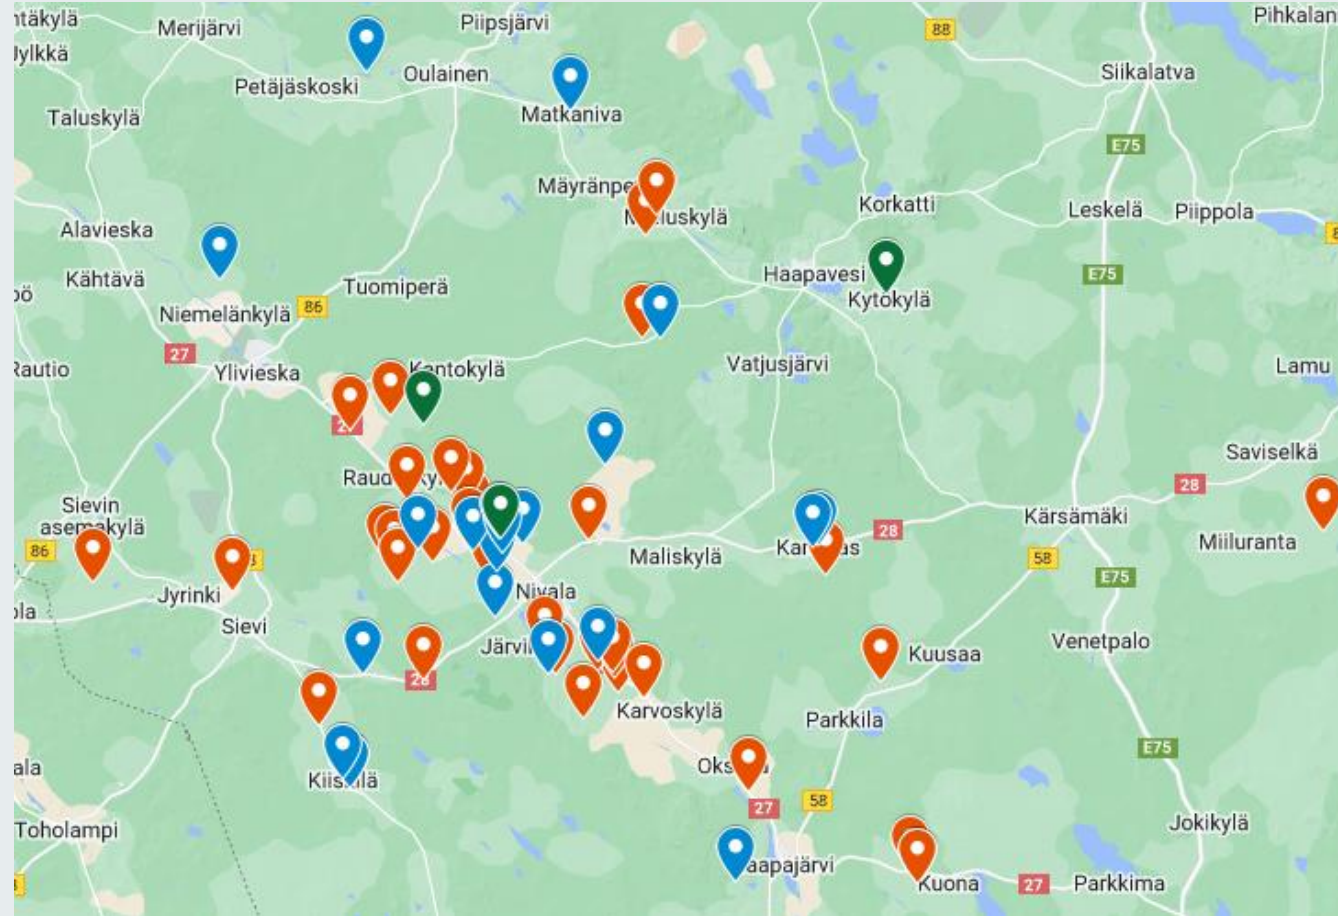 ntäkylä
Merijärvi
Piipsjärvi
88
Pihkalan
Jylkkä
Petäjäskoski
Oulainen
Siikalatva
Taluskylä
Matkaniva
E75
Mäyränpe
Korkatti
Leskelä
Piippola
luskylä
Alavieska
Kähtävä
Haapavesi
E75
Tuomiperä
Kytökylä
Niemelänkylä
86
27
Rautio
Ylivieska
Kantokylä
Vatjusjärvi
Lamu
Saviselkä
Raud
28
Sievin
asemakylä
Kärsämäki
86
28
Miiluranta
Maliskylä
58
E75
Jyrinki
Nivala
Sievi
Järvi
Kuusaa
Venetpalo
28
Karvoskylä
Parkkila
E75
Oks
Kiis
lä
27
58
ala
Toholampi
Jokikylä
aapajärvi
Kuona
27
Parkkima